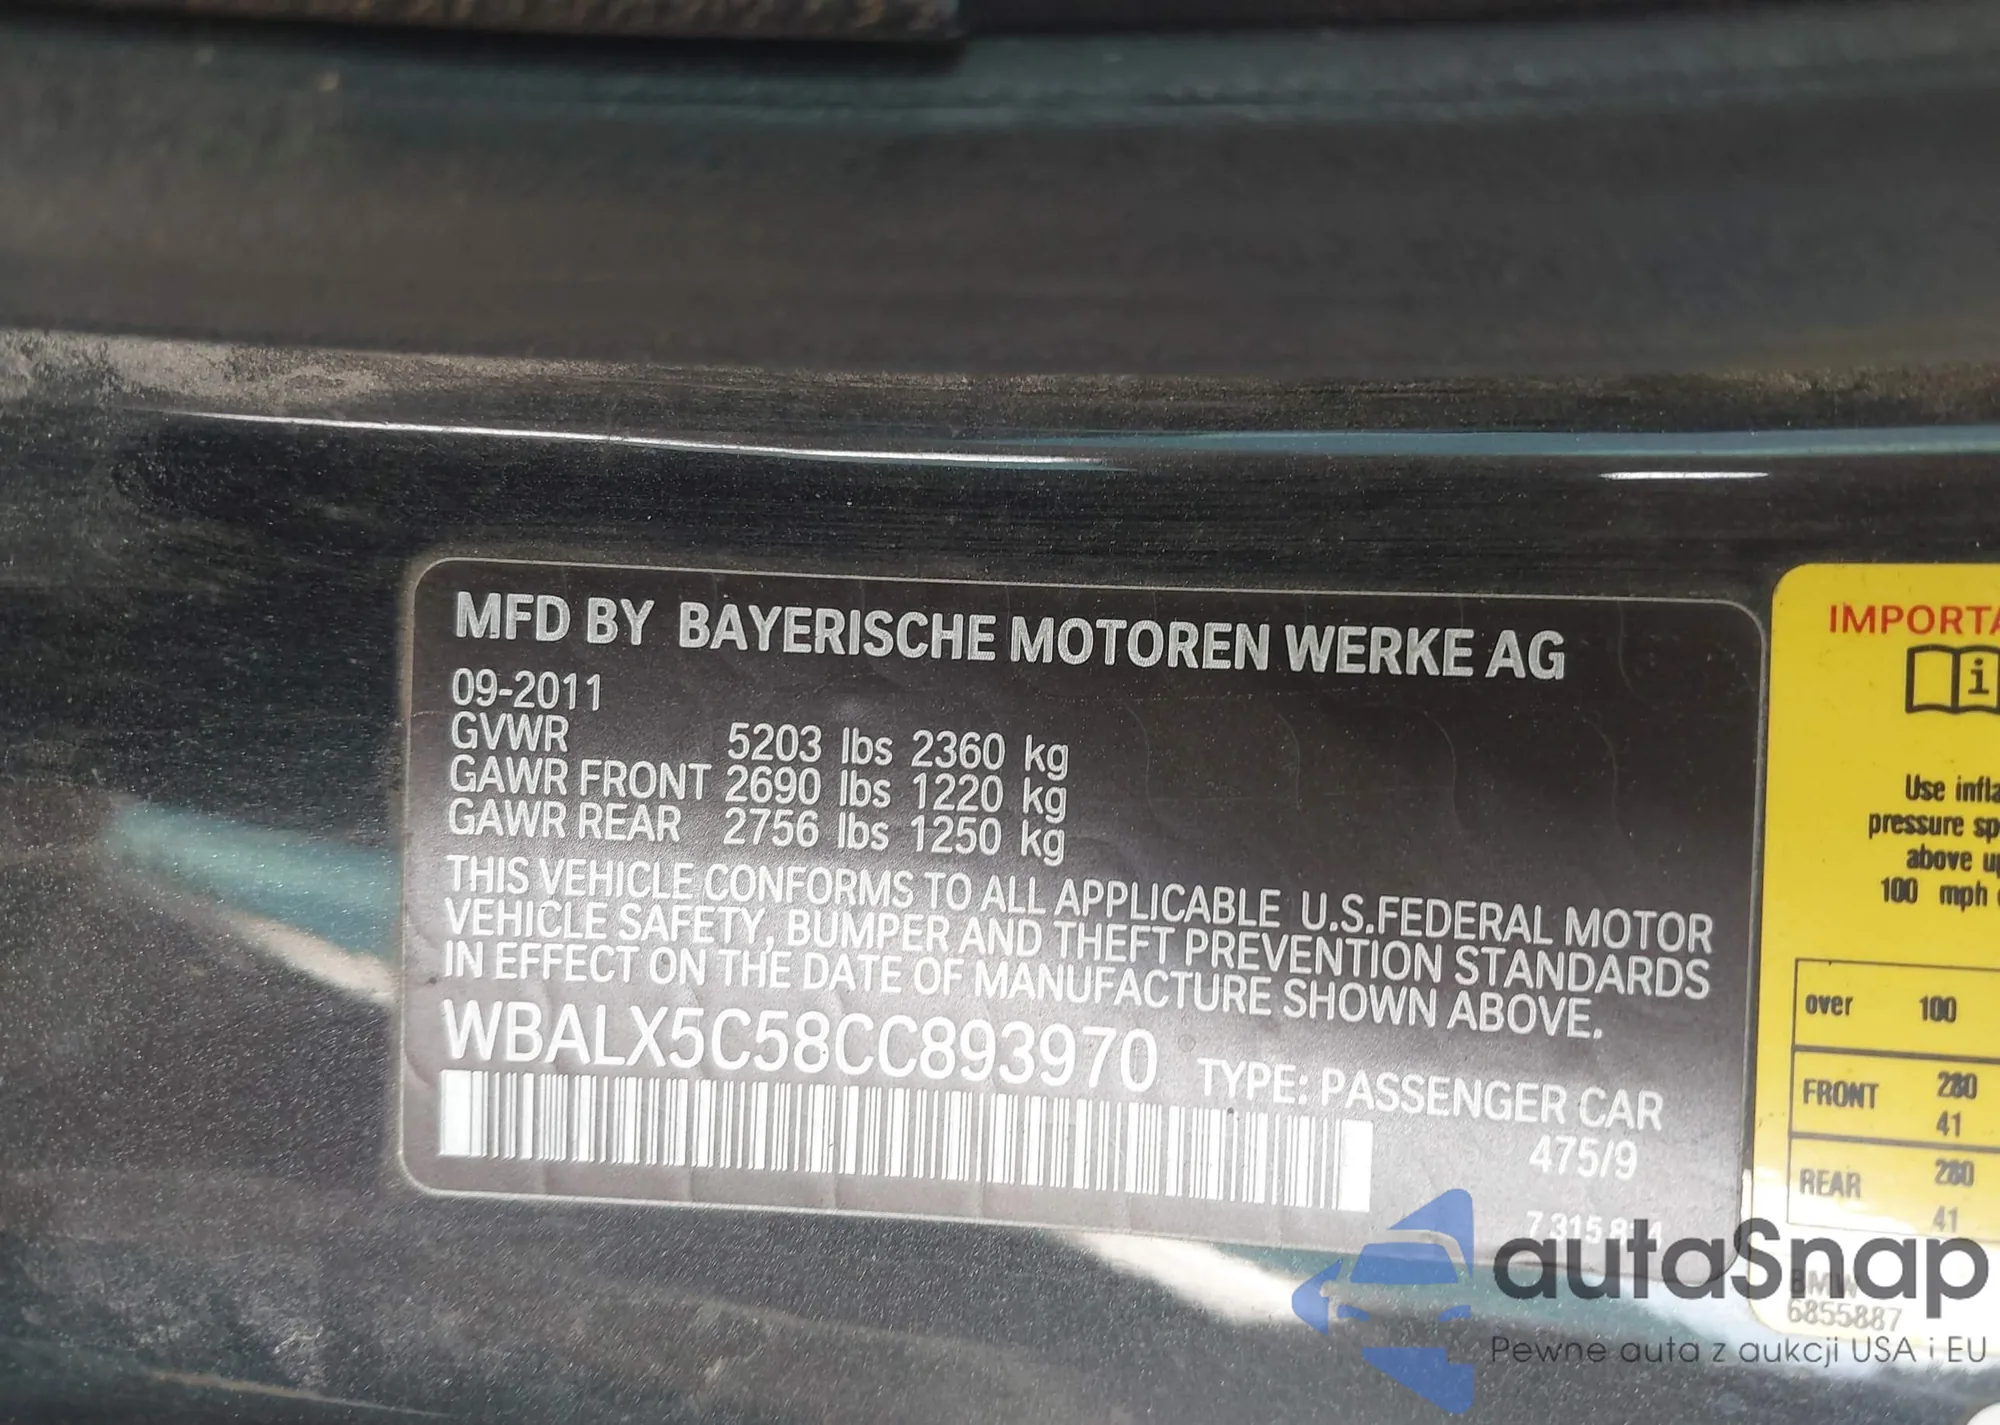 MFD BY BAYERISCHE MOTOREN WERKE AG
09-2011
GVWR 5203 lbs 2360 kg
GAWR FRONT 2690 lbs 1220 kg
GAWR REAR 2756 lbs 1250 kg
THIS VEHICLE CONFORMS TO ALL APPLICABLE U.S.FEDERAL MOTOR
VEHICLE SAFETY, BUMPER AND THEFT PREVENTION STANDARDS
IN EFFECT ON THE DATE OF MANUFACTURE SHOWN ABOVE.
WBALX5C58CC893970 TYPE: PASSENGER CAR
475/9
7 315
IMPORTA
i
Use infla
pressure sp
above up
100 mph
over 100
FRONT 280
41
REAR 280
41
BMW
6855887
autaSnap
Pewne auta z aukcji USA i EU